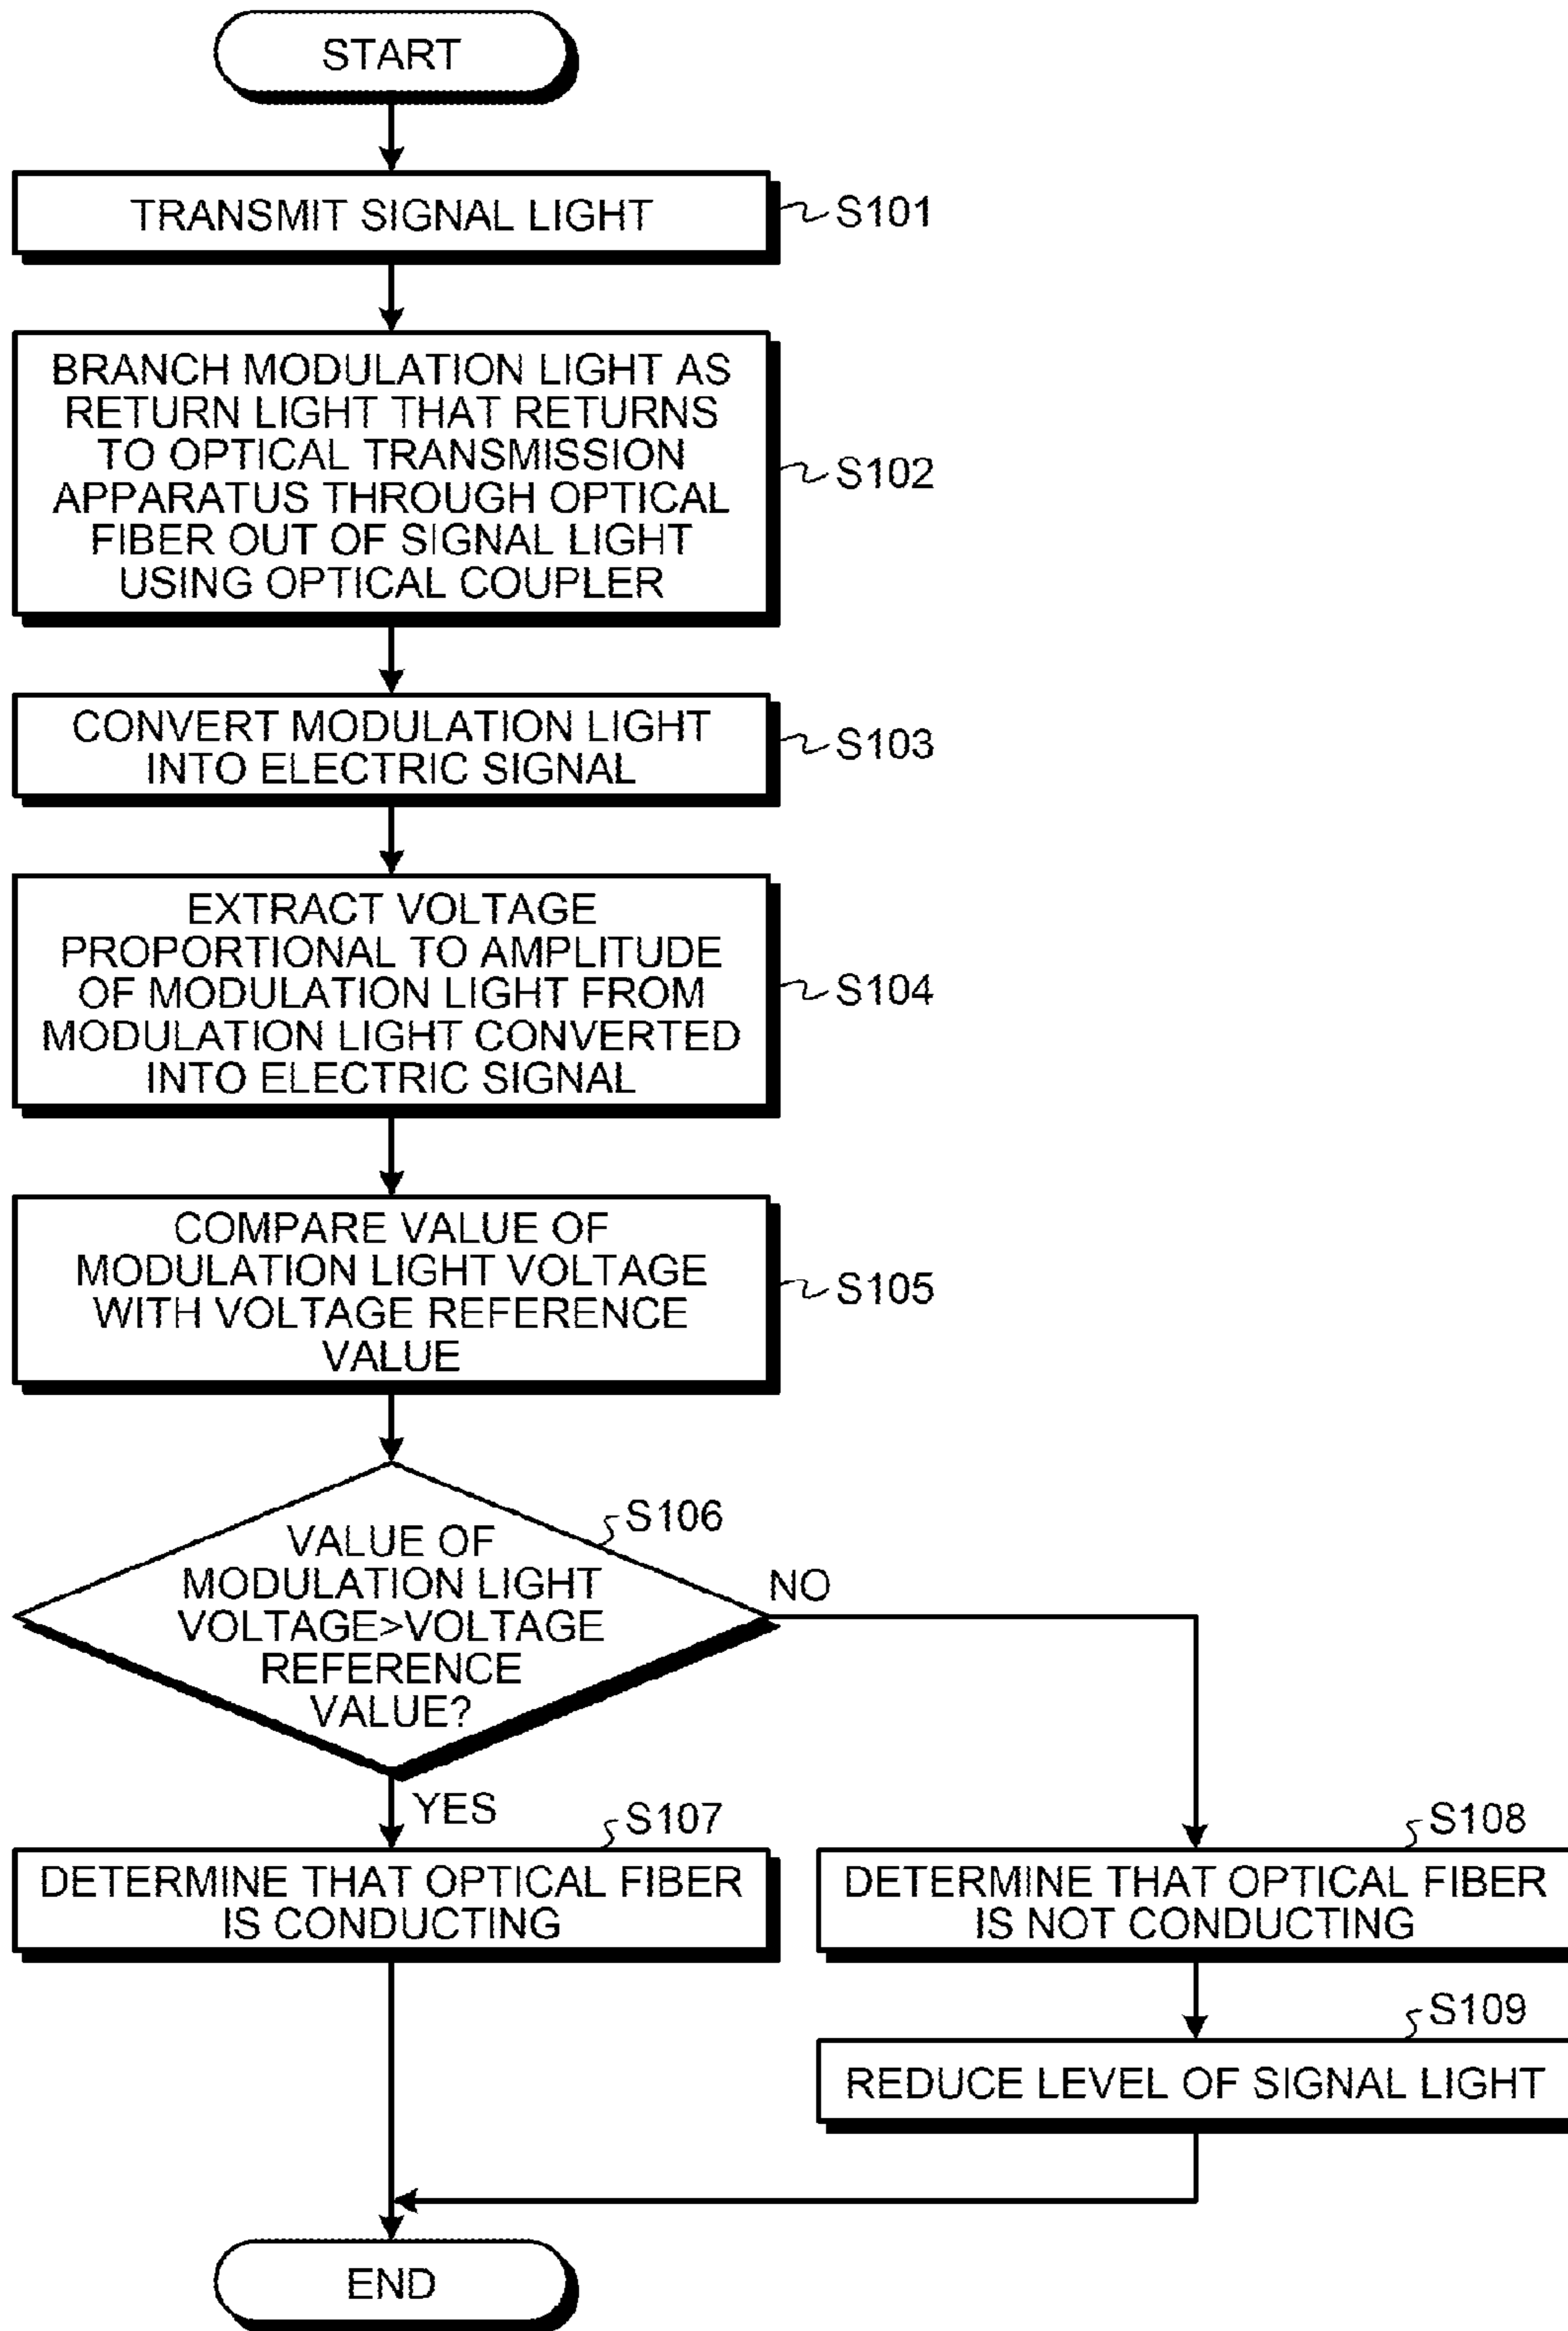 START
TRANSMIT SIGNAL LIGHT
S101
BRANCH MODULATION LIGHT AS
RETURN LIGHT THAT RETURNS
TO OPTICAL TRANSMISSION
APPARATUS THROUGH OPTICAL
FIBER OUT OF SIGNAL LIGHT
USING OPTICAL COUPLER
S102
CONVERT MODULATION LIGHT
INTO ELECTRIC SIGNAL
S103
EXTRACT VOLTAGE
PROPORTIONAL TO AMPLITUDE
OF MODULATION LIGHT FROM
MODULATION LIGHT CONVERTED
INTO ELECTRIC SIGNAL
S104
COMPARE VALUE OF
MODULATION LIGHT VOLTAGE
WITH VOLTAGE REFERENCE
VALUE
S105
S106
VALUE OF
MODULATION LIGHT
VOLTAGE>VOLTAGE
REFERENCE
VALUE?
NO
YES
S107
DETERMINE THAT OPTICAL FIBER
IS CONDUCTING
S108
DETERMINE THAT OPTICAL FIBER
IS NOT CONDUCTING
S109
REDUCE LEVEL OF SIGNAL LIGHT
END